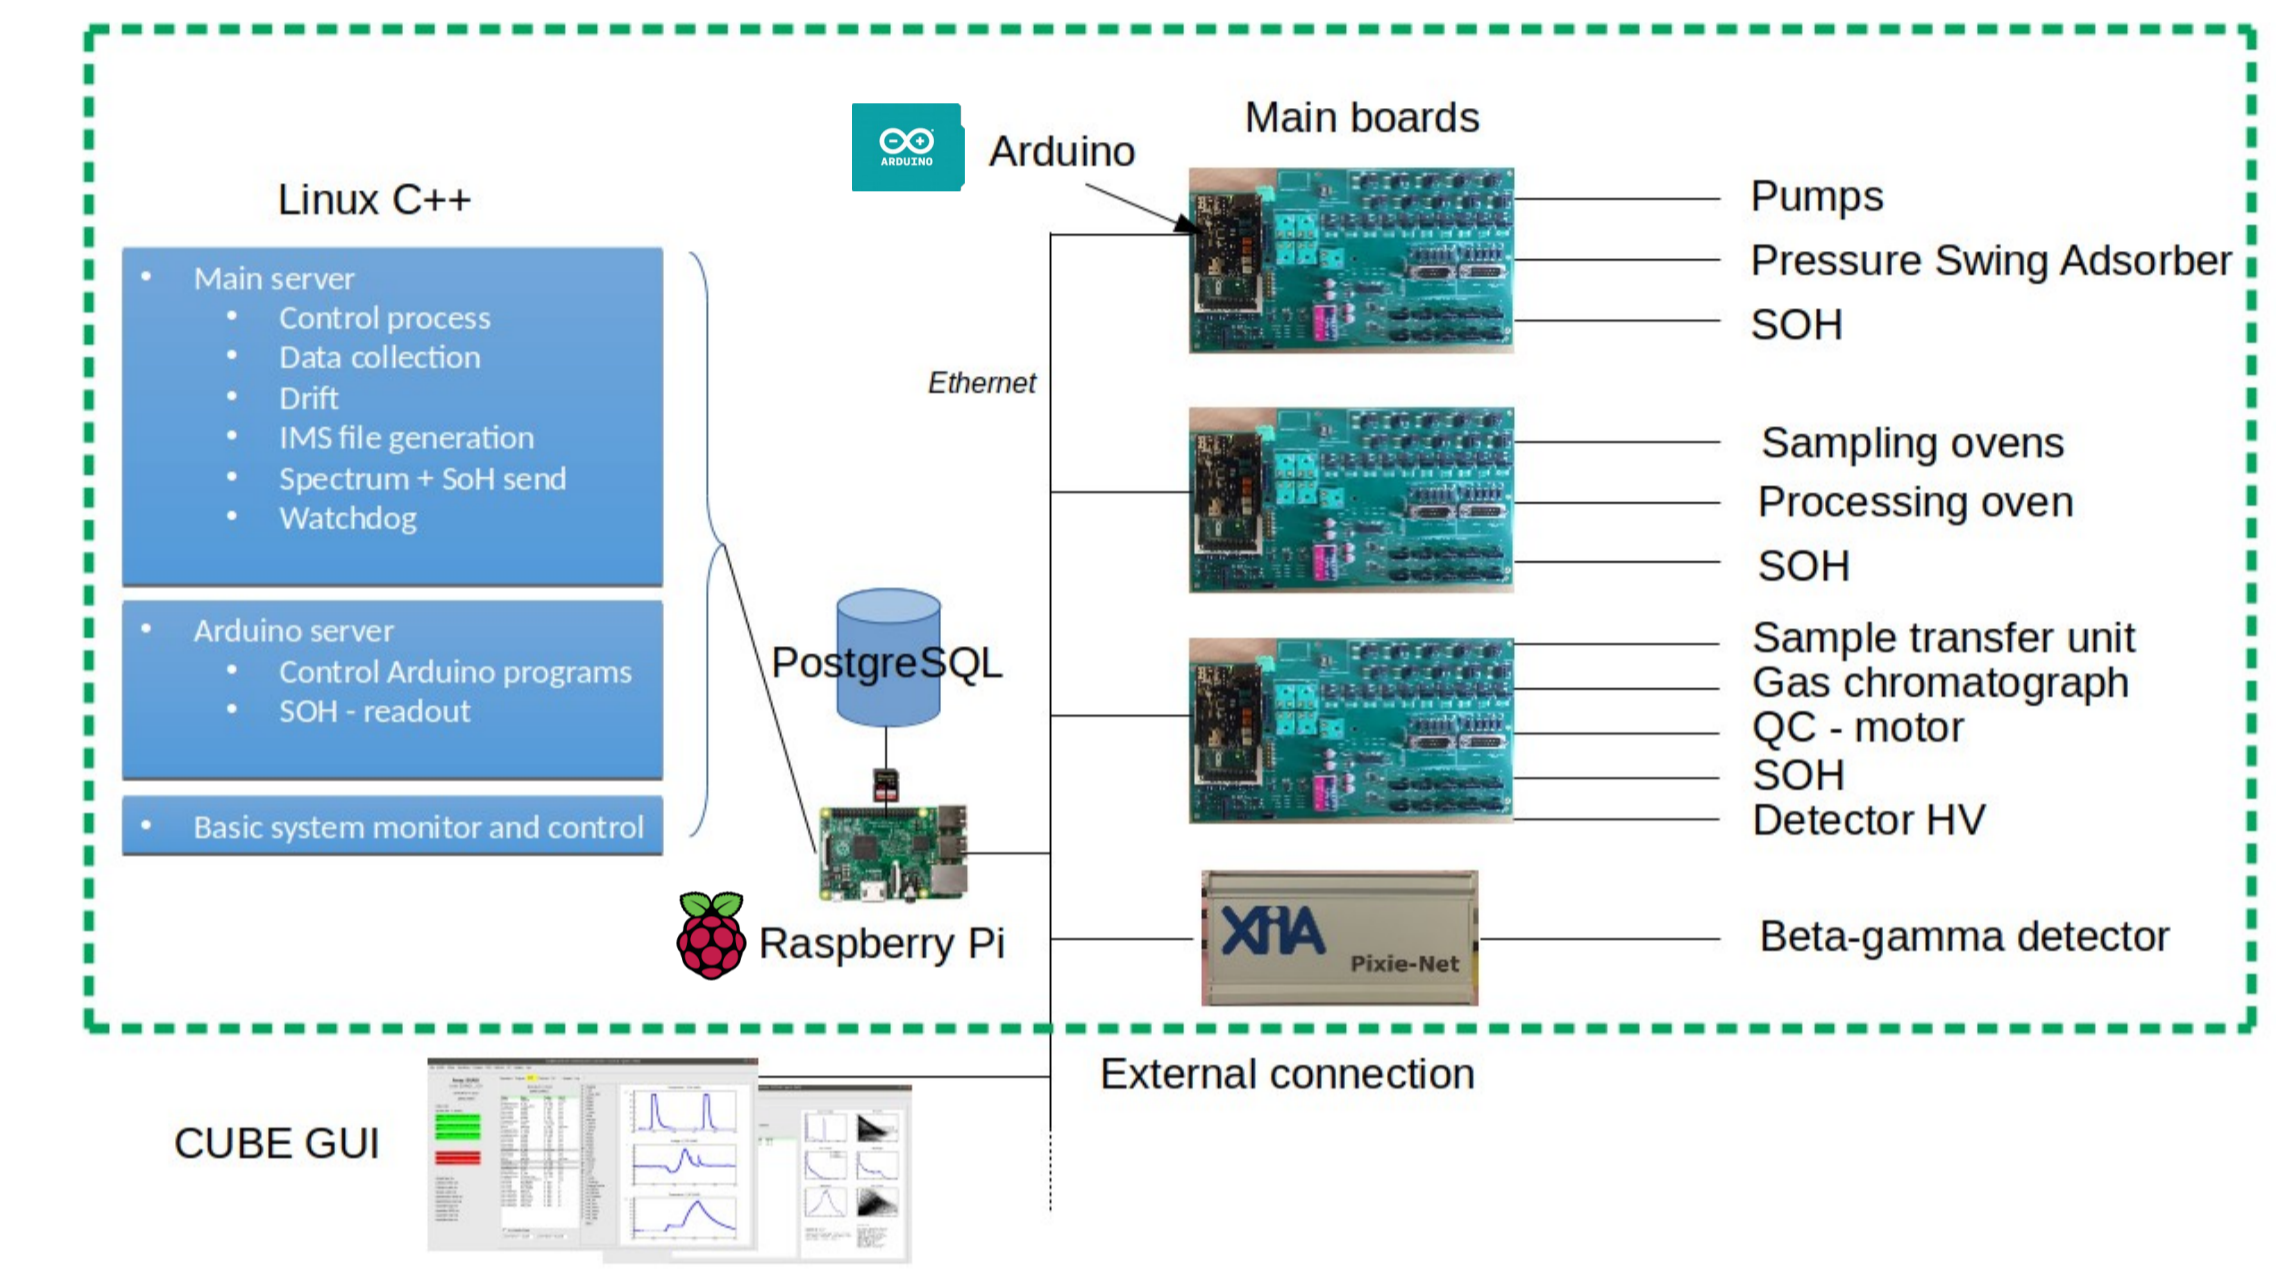 Linux C++
• Main server
• Control process
• Data collection
• Drift
• IMS file generation
• Spectrum + SoH send
• Watchdog
• Arduino server
• Control Arduino programs
• SOH - readout
• Basic system monitor and control
ARDUINO
Arduino
Main boards
Ethernet
PostgreSQL
Raspberry Pi
Pumps
Pressure Swing Adsorber
SOH
Sampling ovens
Processing oven
SOH
Sample transfer unit
Gas chromatograph
QC - motor
SOH
Detector HV
XIA
Pixie-Net
Beta-gamma detector
External connection
CUBE GUI